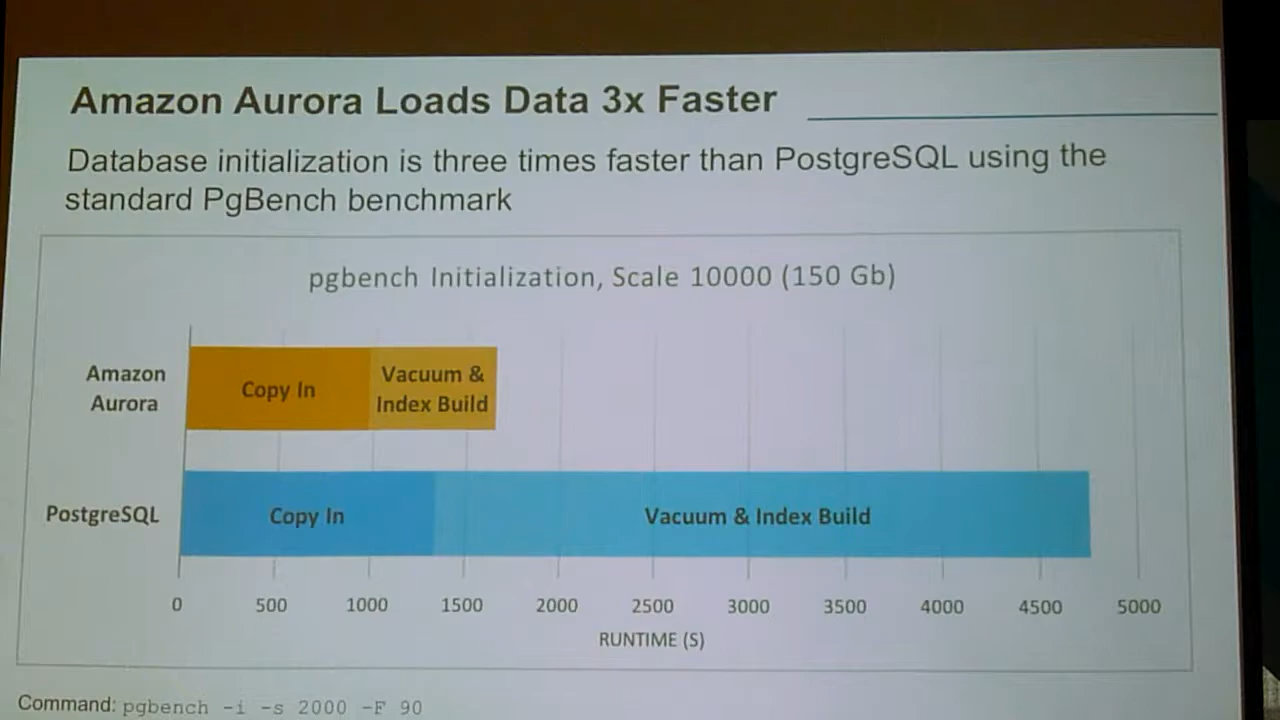 Amazon Aurora Loads Data 3x Faster
Database initialization is three times faster than PostgreSQL using the
standard PgBench benchmark
pgbench Initialization, Scale 10000 (150 Gb)
Amazon
Aurora
Copy In
Vacuum &
Index Build
PostgreSQL
Copy In
Vacuum & Index Build
0 500 1000 1500 2000 2500 3000 3500 4000 4500 5000
RUNTIME (S)
Command: pgbench -i -s 2000 -F 90